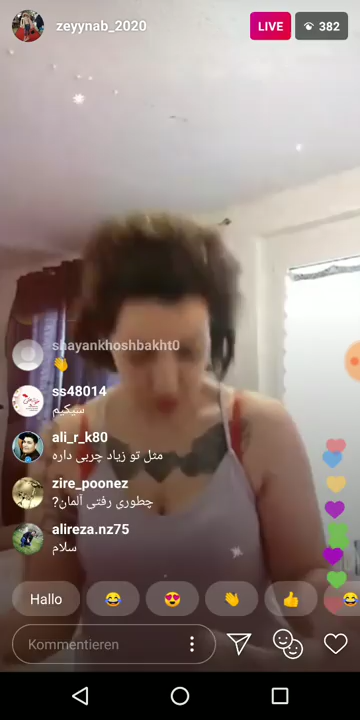 zeyynab_2020
LIVE
382
shayankhoshbakht0
ss48014
سیکیم
ali_r_k80
مثل تو زیاد چربی داره
zire_poonez
چطوری رفتی آلمان؟
alireza.nz75
سلام
Hallo
Kommentieren